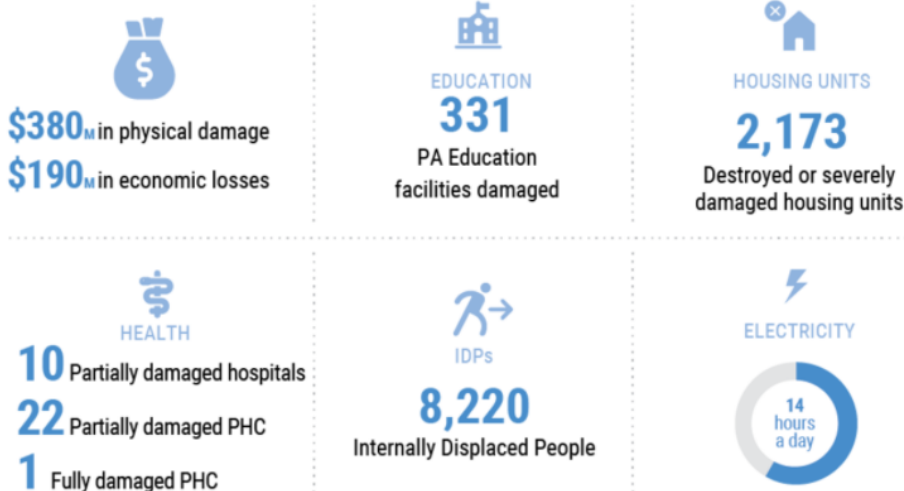 $
$380M in physical damage
$190M in economic losses
EDUCATION
331
PA Education
facilities damaged
HOUSING UNITS
2,173
Destroyed or severely
damaged housing units
HEALTH
10 Partially damaged hospitals
22 Partially damaged PHC
1 Fully damaged PHC
IDPs
8,220
Internally Displaced People
ELECTRICITY
14
hours
a day